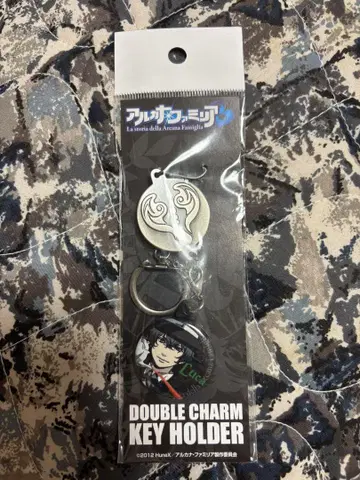 アルカナ・ファミリア
La storia della Arcana Famiglia
Luca
DOUBLE CHARM
KEY HOLDER
©2012 HuneX／アルカナ・ファミリア製作委員会